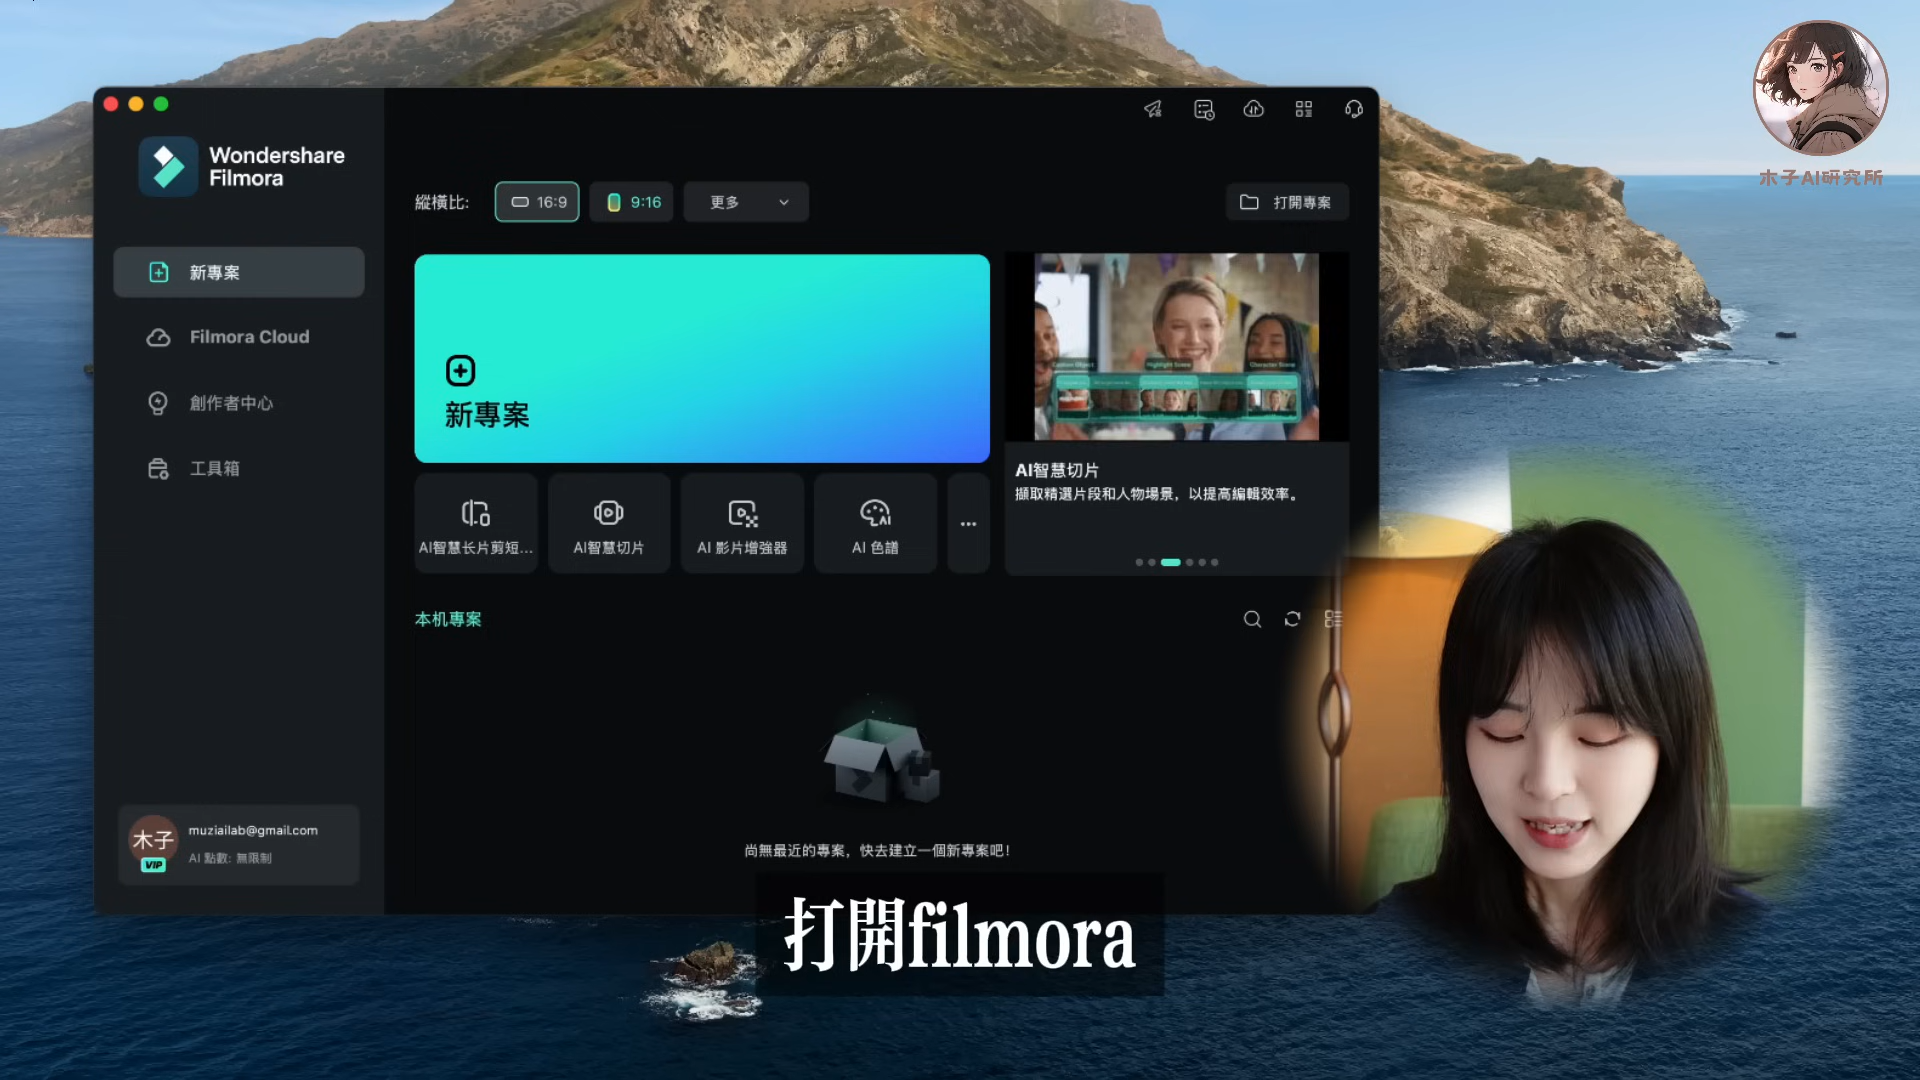 木子AI研究所
Wondershare
Filmora
縱橫比:
16:9
9:16
更多
打開專案
新專案
Filmora Cloud
創作者中心
工具箱
新專案
AI智慧切片
擷取精選片段和人物場景，以提高編輯效率。
AI智慧长片剪短...
AI智慧切片
AI 影片增強器
AI 色譜
本机專案
尚無最近的專案，快去建立一個新專案吧！
木子
VIP
muziailab@gmail.com
AI 點數: 無限制
打開filmora